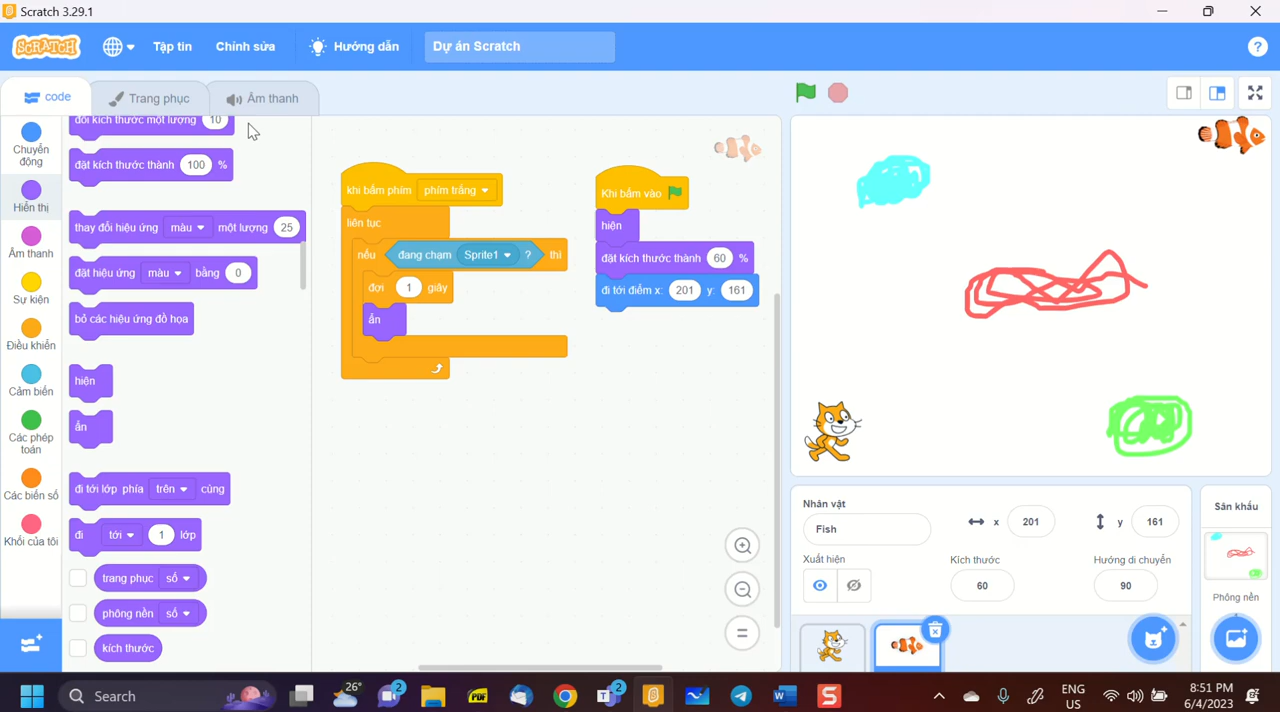 Scratch 3.29.1
SCRATCH
Tập tin
Chính sửa
Hướng dẫn
Dự án Scratch
code
Trang phục
Âm thanh
Chuyển động
Hiển thị
Âm thanh
Sự kiện
Điều khiển
Cảm biến
Các phép toán
Các biến số
Khối của tôi
đổi kích thước một lượng 10
đặt kích thước thành 100 %
thay đổi hiệu ứng màu một lượng 25
đặt hiệu ứng màu bằng 0
bỏ các hiệu ứng đồ họa
hiện
ẩn
đi tới lớp phía trên cùng
đi tới 1 lớp
trang phục số
phông nền số
kích thước
khi bấm phím phím trắng
liên tục
nếu đang chạm Sprite1 ? thì
đợi 1 giây
ẩn
Khi bấm vào
hiện
đặt kích thước thành 60 %
đi tới điểm x: 201 y: 161
Nhân vật
Fish
x 201
y 161
Xuất hiện
Kích thước
60
Hướng di chuyển
90
Sân khấu
Phông nền
Search
26°
2
PDF
2
ENG
US
8:51 PM
6/4/2023